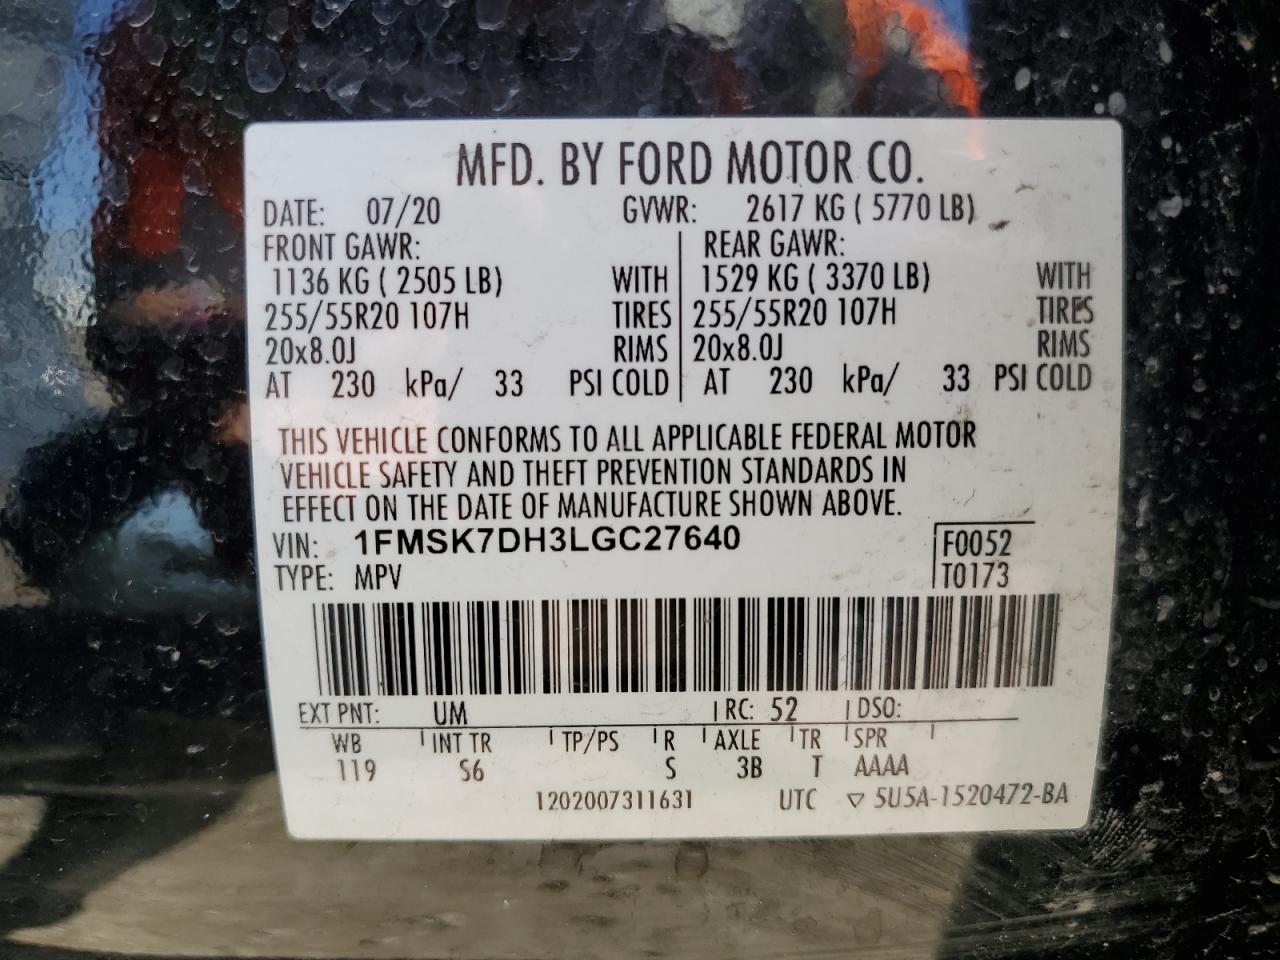 MFD. BY FORD MOTOR CO.
DATE: 07/20 GVWR: 2617 KG ( 5770 LB)
FRONT GAWR: REAR GAWR:
1136 KG ( 2505 LB) WITH 1529 KG ( 3370 LB) WITH
255/55R20 107H TIRES 255/55R20 107H TIRES
20x8.0J RIMS 20x8.0J RIMS
AT 230 kPa/ 33 PSI COLD AT 230 kPa/ 33 PSI COLD
THIS VEHICLE CONFORMS TO ALL APPLICABLE FEDERAL MOTOR
VEHICLE SAFETY AND THEFT PREVENTION STANDARDS IN
EFFECT ON THE DATE OF MANUFACTURE SHOWN ABOVE.
VIN: 1FMSK7DH3LGC27640 F0052
TYPE: MPV T0173
EXT PNT: UM RC: 52 DSO:
WB INT TR TP/PS R AXLE TR SPR
119 S6 S 3B T AAAA
1202007311631 UTC ▽ 5U5A-1520472-BA